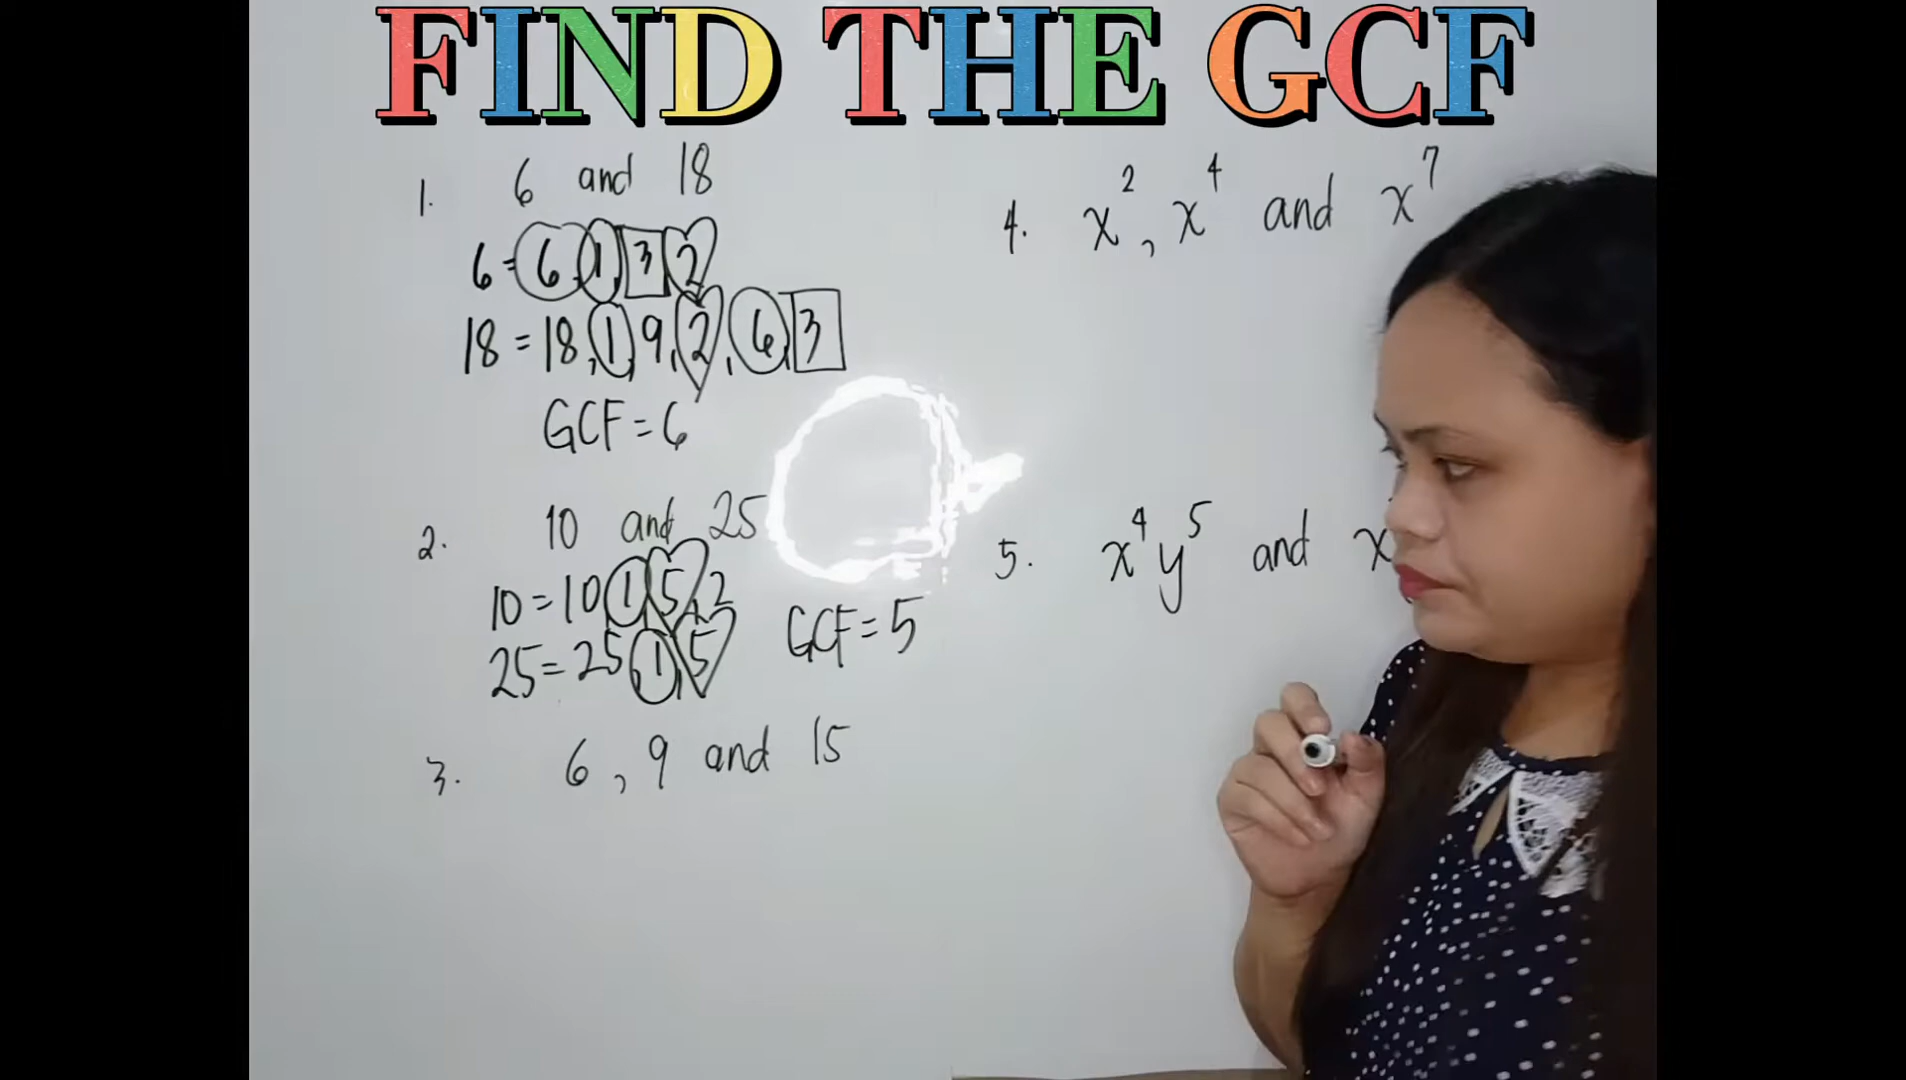 FIND THE GCF
1. 6 and 18
6 = 6, 1, 3, 2
18 = 18, 1, 9, 2, 6, 3
GCF = 6
2. 10 and 25
10 = 10, 1, 5, 2
25 = 25, 1, 5
GCF = 5
3. 6, 9 and 15
4. x², x⁴ and x⁷
5. x⁴y⁵ and x